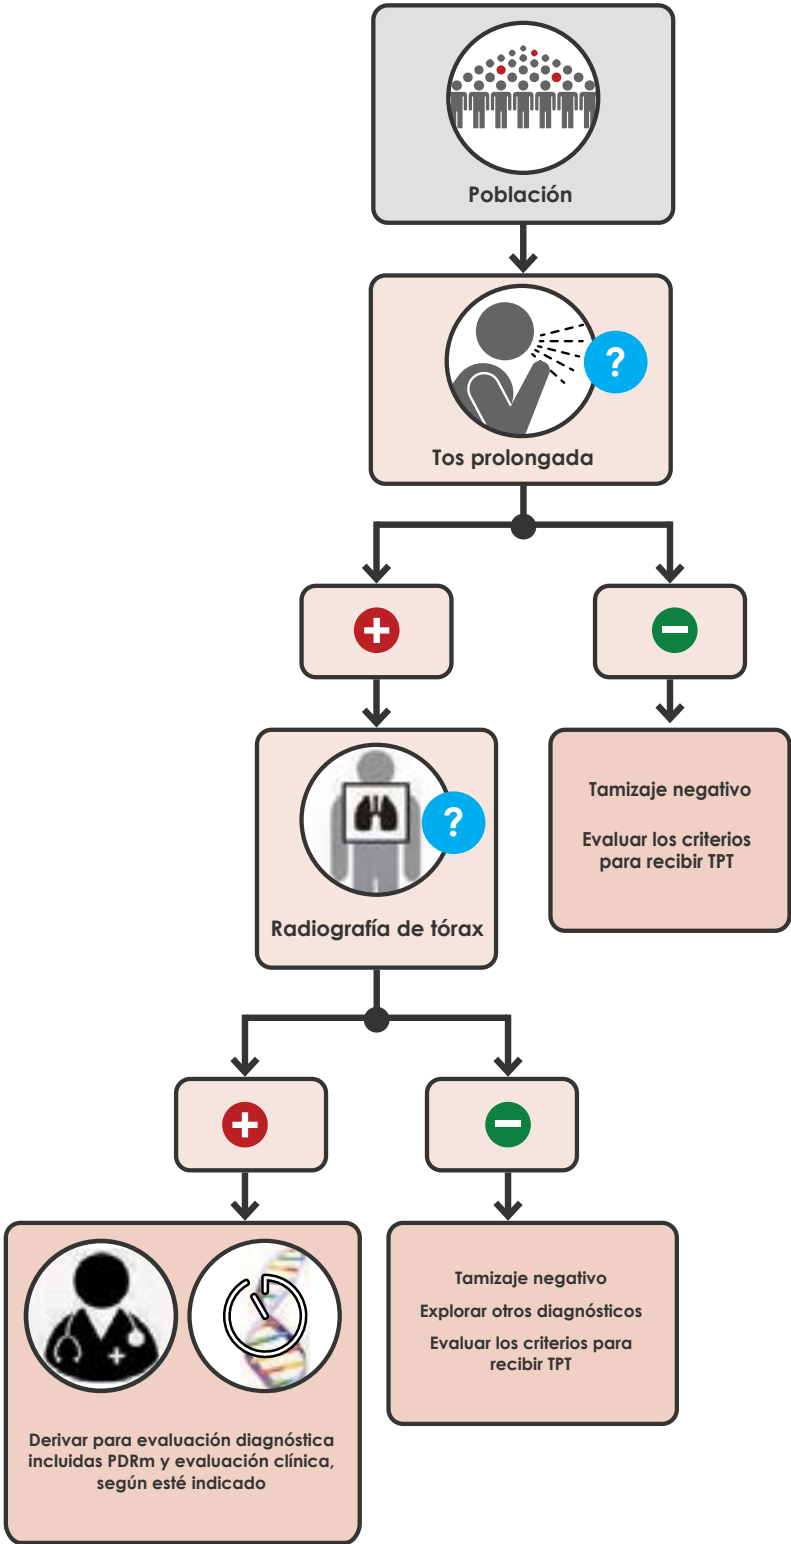 Población
?
Tos prolongada
Tamizaje negativo
Evaluar los criterios
para recibir TPT
?
Radiografía de tórax
Derivar para evaluación diagnóstica
incluidas PDRm y evaluación clínica,
según esté indicado
Tamizaje negativo
Explorar otros diagnósticos
Evaluar los criterios para
recibir TPT